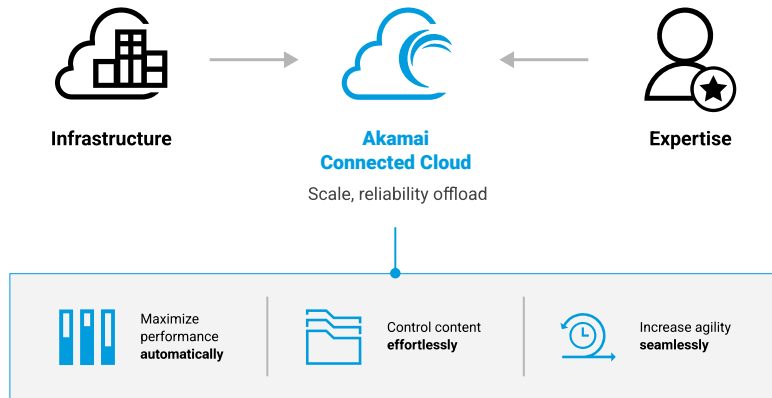 Infrastructure
Akamai
Connected Cloud
Scale, reliability offload
Expertise
Maximize
performance
automatically
Control content
effortlessly
Increase agility
seamlessly